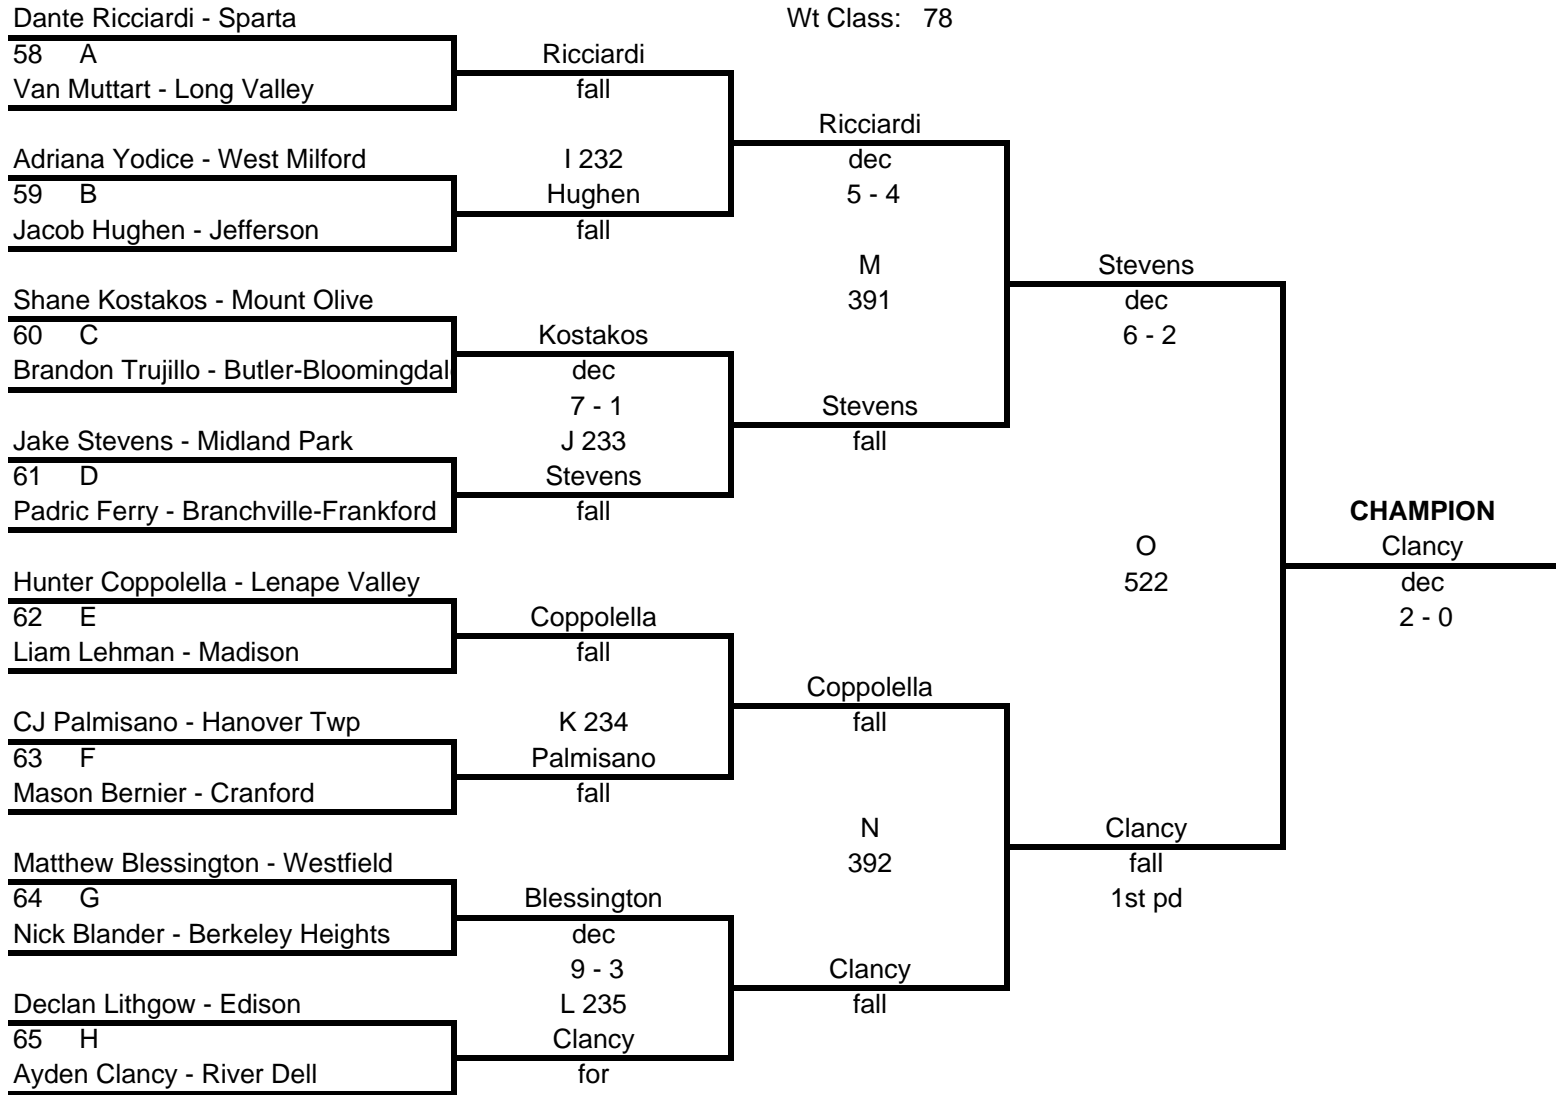 Dante Ricciardi - Sparta
Wt Class: 78
58 A
Ricciardi
Van Muttart - Long Valley
fall
Ricciardi
Adriana Yodice - West Milford
I 232
dec
59 B
Hughen
5 - 4
Jacob Hughen - Jefferson
fall
M
Stevens
Shane Kostakos - Mount Olive
391
dec
60 C
Kostakos
6 - 2
Brandon Trujillo - Butler-Bloomingdal
dec
7 - 1
Stevens
Jake Stevens - Midland Park
J 233
fall
61 D
Stevens
Padric Ferry - Branchville-Frankford
fall
CHAMPION
O
Clancy
Hunter Coppolella - Lenape Valley
522
dec
62 E
Coppolella
2 - 0
Liam Lehman - Madison
fall
Coppolella
CJ Palmisano - Hanover Twp
K 234
fall
63 F
Palmisano
Mason Bernier - Cranford
fall
N
Clancy
Matthew Blessington - Westfield
392
fall
64 G
Blessington
1st pd
Nick Blander - Berkeley Heights
dec
9 - 3
Clancy
Declan Lithgow - Edison
L 235
fall
65 H
Clancy
Ayden Clancy - River Dell
for